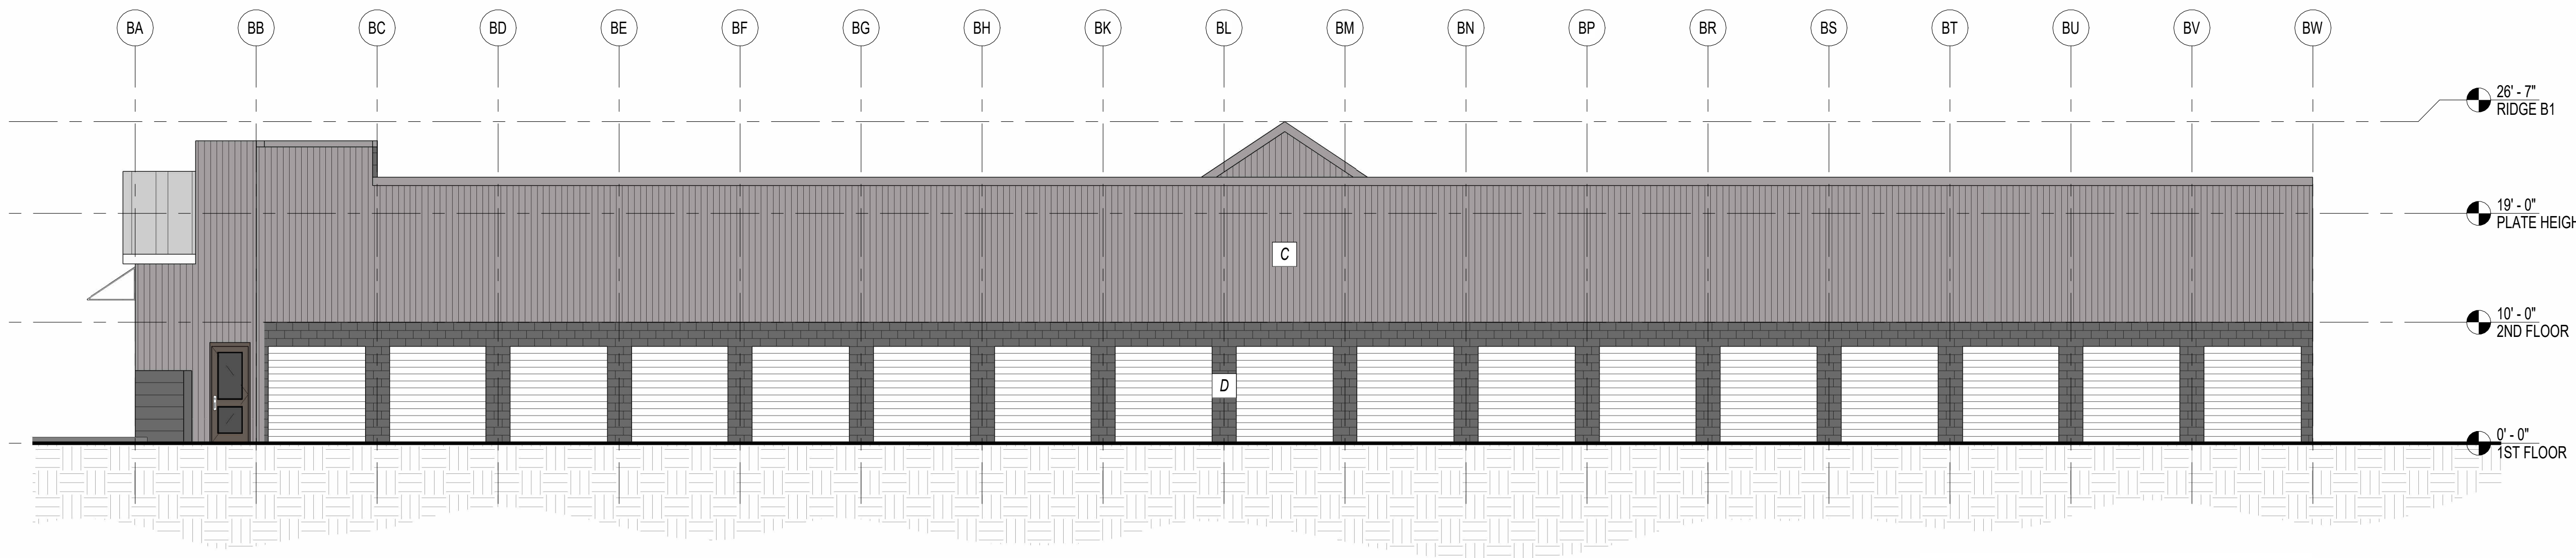 BA BB BC BD BE BF BG BH BK BL BM BN BP BR BS BT BU BV BW
26' - 7"
RIDGE B1
19' - 0"
PLATE HEIGH
C
10' - 0"
2ND FLOOR
D
0' - 0"
1ST FLOOR